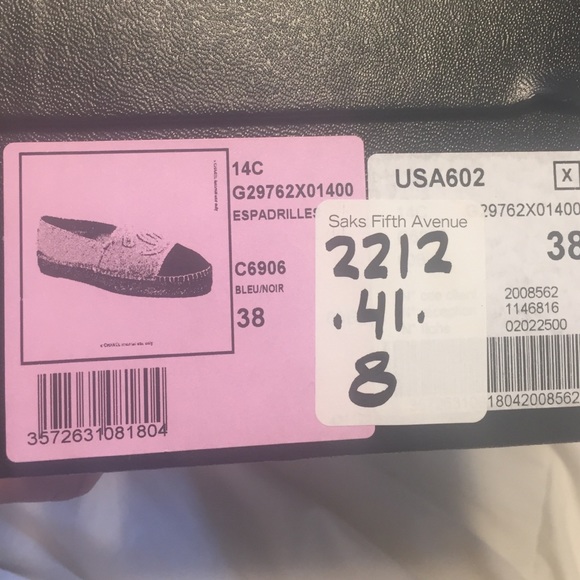 14C
G29762X01400
ESPADRILLES
C6906
BLEU/NOIR
38
3572631081804
Saks Fifth Avenue
2212
.41.
8
USA602
X
29762X01400
38
2008562
1146816
02022500
18042008562